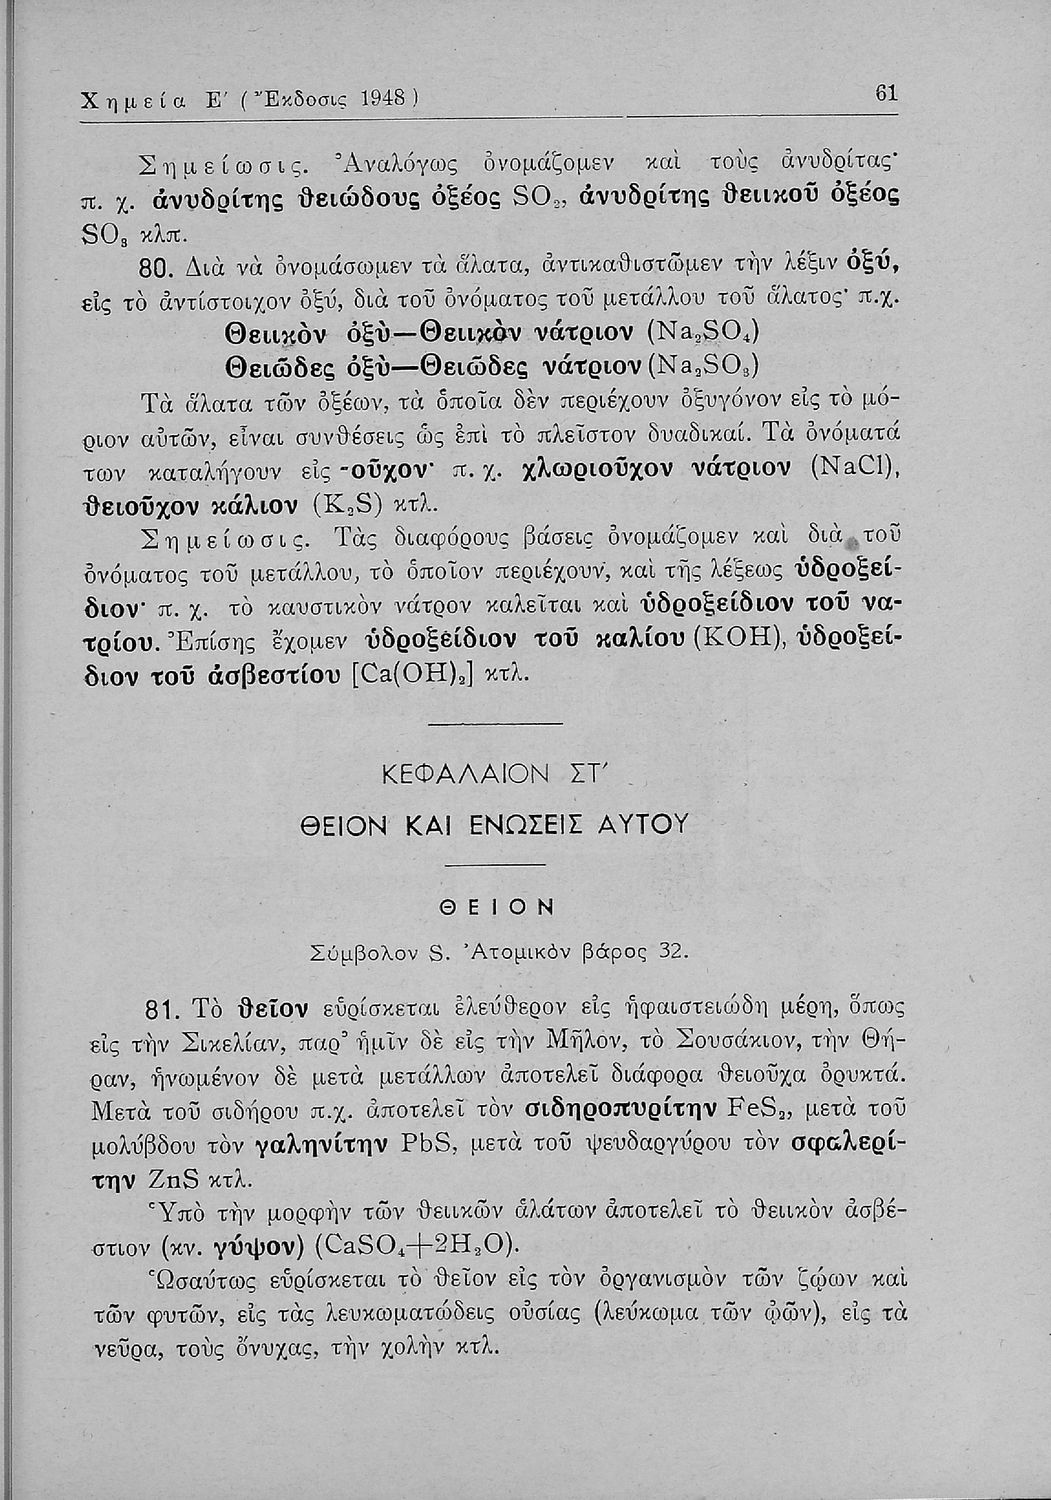 Χημεία Ε′ (Ἔκδοσις 1948)
61
Σημείωσις. Ἀναλόγως ὀνομάζομεν καὶ τοὺς ἀνυδρίτας·
π. χ. ἀνυδρίτης θειώδους ὀξέος SO₂, ἀνυδρίτης θειικοῦ ὀξέος
SO₃ κλπ.
80. Διὰ νὰ ὀνομάσωμεν τὰ ἅλατα, ἀντικαθιστῶμεν τὴν λέξιν ὀξύ,
εἰς τὸ ἀντίστοιχον ὀξύ, διὰ τοῦ ὀνόματος τοῦ μετάλλου τοῦ ἅλατος· π.χ.
Θειικὸν ὀξὺ—Θειικὸν νάτριον (Na₂SO₄)
Θειῶδες ὀξὺ—Θειῶδες νάτριον (Na₂SO₃)
Τὰ ἅλατα τῶν ὀξέων, τὰ ὁποῖα δὲν περιέχουν ὀξυγόνον εἰς τὸ μό-
ριον αὐτῶν, εἶναι συνθέσεις ὡς ἐπὶ τὸ πλεῖστον δυαδικαί. Τὰ ὀνόματά
των καταλήγουν εἰς -οῦχον· π. χ. χλωριοῦχον νάτριον (NaCl),
θειοῦχον κάλιον (K₂S) κτλ.
Σημείωσις. Τὰς διαφόρους βάσεις ὀνομάζομεν καὶ διὰ τοῦ
ὀνόματος τοῦ μετάλλου, τὸ ὁποῖον περιέχουν, καὶ τῆς λέξεως ὑδροξεί-
διον· π. χ. τὸ καυστικὸν νάτρον καλεῖται καὶ ὑδροξείδιον τοῦ να-
τρίου. Ἐπίσης ἔχομεν ὑδροξείδιον τοῦ καλίου (KOH), ὑδροξεί-
διον τοῦ ἀσβεστίου [Ca(OH)₂] κτλ.
ΚΕΦΑΛΑΙΟΝ ΣΤ′
ΘΕΙΟΝ ΚΑΙ ΕΝΩΣΕΙΣ ΑΥΤΟΥ
ΘΕΙΟΝ
Σύμβολον S. Ἀτομικὸν βάρος 32.
81. Τὸ θεῖον εὑρίσκεται ἐλεύθερον εἰς ἡφαιστειώδη μέρη, ὅπως
εἰς τὴν Σικελίαν, παρ’ ἡμῖν δὲ εἰς τὴν Μῆλον, τὸ Σουσάκιον, τὴν Θή-
ραν, ἡνωμένον δὲ μετὰ μετάλλων ἀποτελεῖ διάφορα θειοῦχα ὀρυκτά.
Μετὰ τοῦ σιδήρου π.χ. ἀποτελεῖ τὸν σιδηροπυρίτην FeS₂, μετὰ τοῦ
μολύβδου τὸν γαληνίτην PbS, μετὰ τοῦ ψευδαργύρου τὸν σφαλερί-
την ZnS κτλ.
Ὑπὸ τὴν μορφὴν τῶν θειικῶν ἁλάτων ἀποτελεῖ τὸ θειικὸν ἀσβέ-
στιον (κν. γύψον) (CaSO₄+2H₂O).
Ὡσαύτως εὑρίσκεται τὸ θεῖον εἰς τὸν ὀργανισμὸν τῶν ζῴων καὶ
τῶν φυτῶν, εἰς τὰς λευκωματώδεις οὐσίας (λεύκωμα τῶν ᾠῶν), εἰς τὰ
νεῦρα, τοὺς ὄνυχας, τὴν χολὴν κτλ.